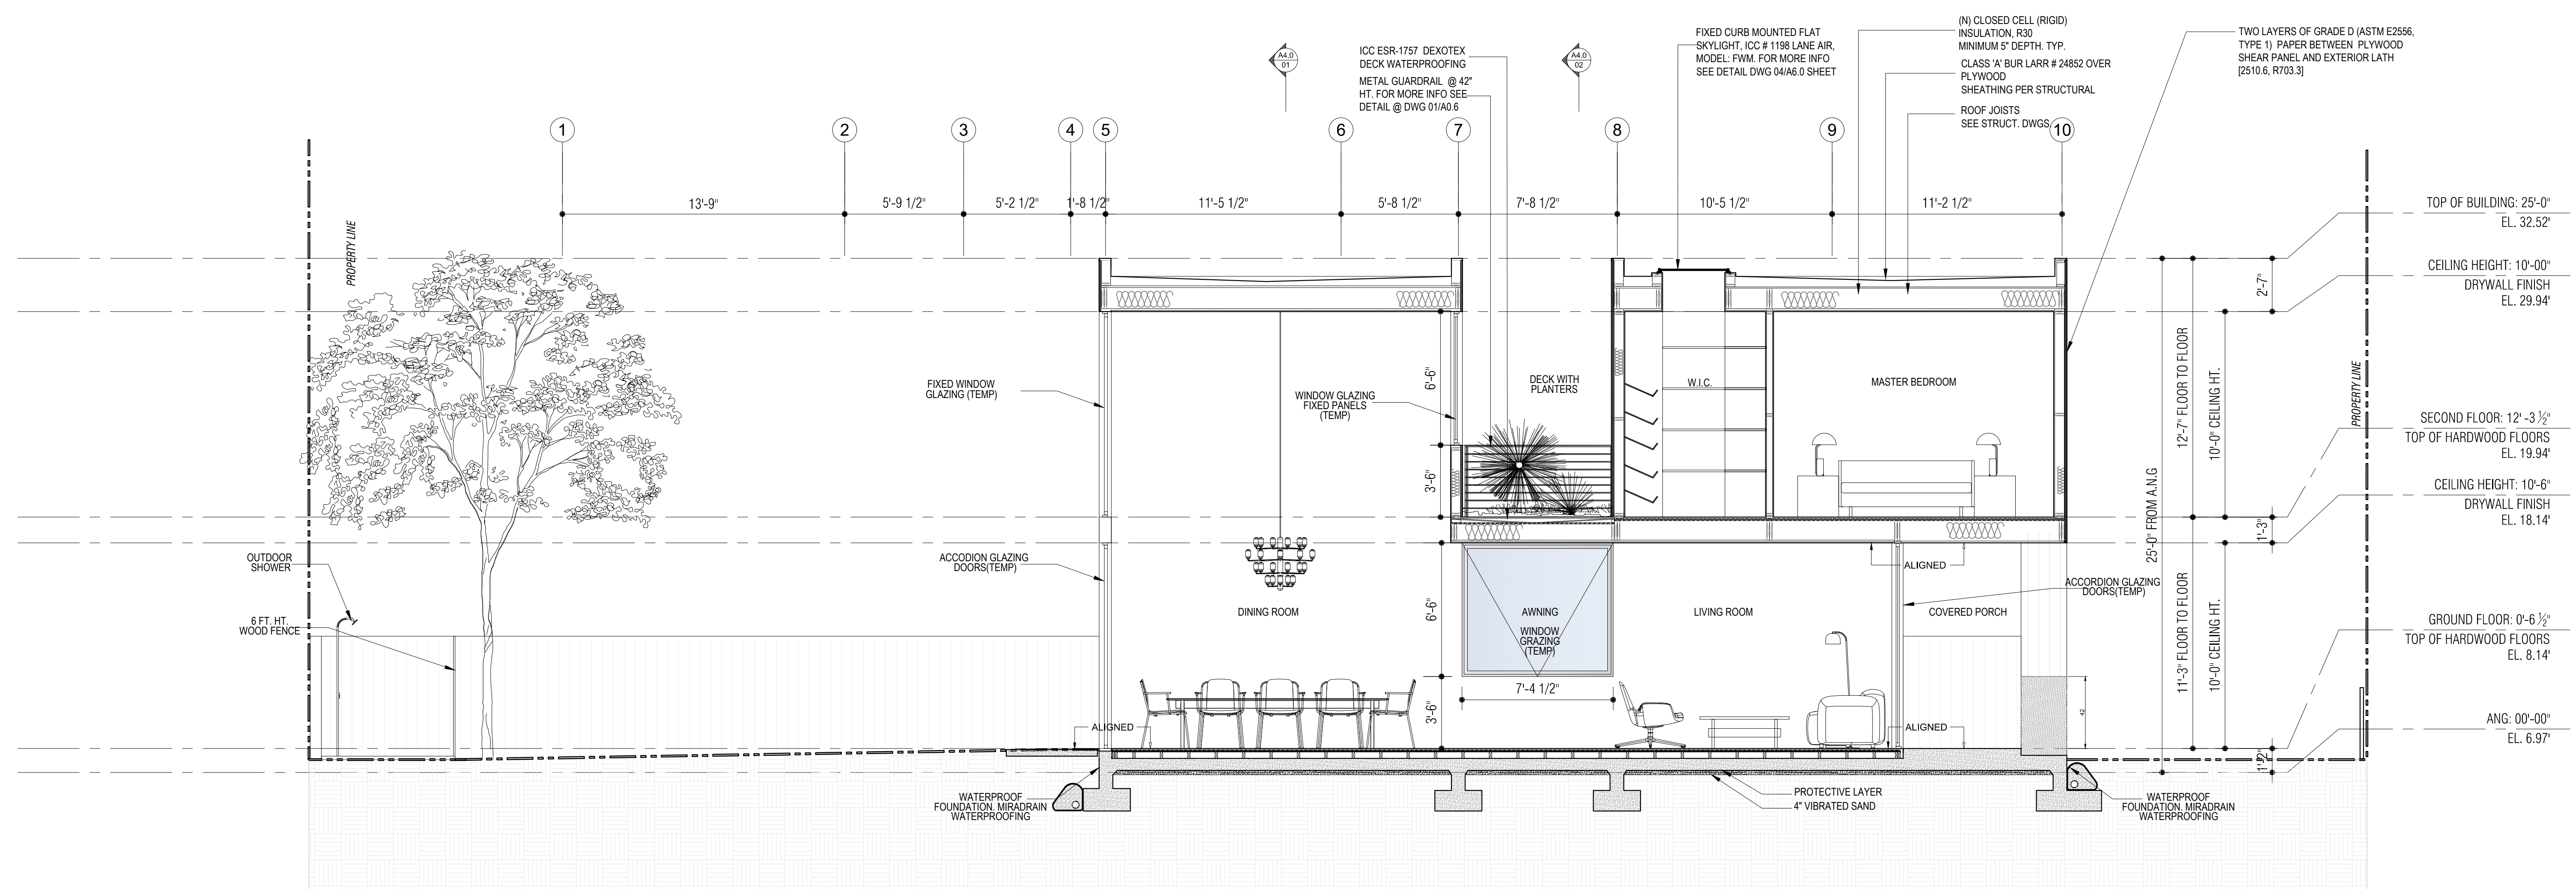 A4.0
01
ICC ESR-1757 DEXOTEX
DECK WATERPROOFING
METAL GUARDRAIL @ 42"
HT. FOR MORE INFO SEE
DETAIL @ DWG 01/A0.6
A4.0
02
FIXED CURB MOUNTED FLAT
SKYLIGHT, ICC # 1198 LANE AIR,
MODEL: FWM. FOR MORE INFO
SEE DETAIL DWG 04/A6.0 SHEET
(N) CLOSED CELL (RIGID)
INSULATION, R30
MINIMUM 5" DEPTH. TYP.
CLASS 'A' BUR LARR # 24852 OVER
PLYWOOD
SHEATHING PER STRUCTURAL
ROOF JOISTS
SEE STRUCT. DWGS.
TWO LAYERS OF GRADE D (ASTM E2556,
TYPE 1) PAPER BETWEEN PLYWOOD
SHEAR PANEL AND EXTERIOR LATH
[2510.6, R703.3]
1
2
3
4
5
6
7
8
9
10
13'-9"
5'-9 1/2"
5'-2 1/2"
1'-8 1/2"
11'-5 1/2"
5'-8 1/2"
7'-8 1/2"
10'-5 1/2"
11'-2 1/2"
PROPERTY LINE
TOP OF BUILDING: 25'-0"
EL. 32.52'
CEILING HEIGHT: 10'-00"
DRYWALL FINISH
EL. 29.94'
SECOND FLOOR: 12' -3 ½"
TOP OF HARDWOOD FLOORS
EL. 19.94'
CEILING HEIGHT: 10'-6"
DRYWALL FINISH
EL. 18.14'
GROUND FLOOR: 0'-6 ½"
TOP OF HARDWOOD FLOORS
EL. 8.14'
ANG: 00'-00"
EL. 6.97'
PROPERTY LINE
2'-7"
12'-7" FLOOR TO FLOOR
10'-0" CEILING HT.
25'-0" FROM A.N.G
1'-3"
11'-3" FLOOR TO FLOOR
10'-0" CEILING HT.
1'-2"
FIXED WINDOW
GLAZING (TEMP)
WINDOW GLAZING
FIXED PANELS
(TEMP)
6'-6"
3'-6"
DECK WITH
PLANTERS
W.I.C.
MASTER BEDROOM
OUTDOOR
SHOWER
6 FT. HT.
WOOD FENCE
ACCODION GLAZING
DOORS(TEMP)
DINING ROOM
6'-6"
3'-6"
AWNING
WINDOW
GRAZING
(TEMP)
7'-4 1/2"
LIVING ROOM
ALIGNED
ACCORDION GLAZING
DOORS(TEMP)
COVERED PORCH
42
ALIGNED
ALIGNED
WATERPROOF
FOUNDATION. MIRADRAIN
WATERPROOFING
PROTECTIVE LAYER
4" VIBRATED SAND
WATERPROOF
FOUNDATION. MIRADRAIN
WATERPROOFING